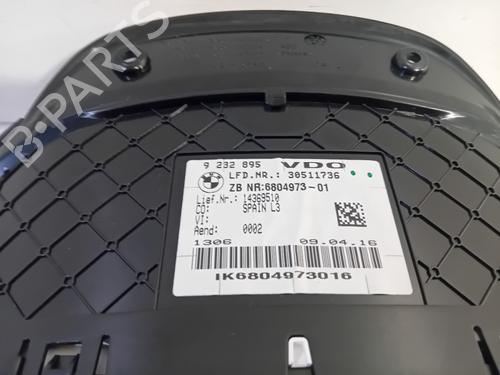 B-PARTS
9 232 895 VDO
LFD.NR.: 30511736
ZB NR:6804973-01
Lief.Nr.: 14369510
CO: SPAIN L3
VI:
Aend: 0002
1306 09.04.16
IK6804973016